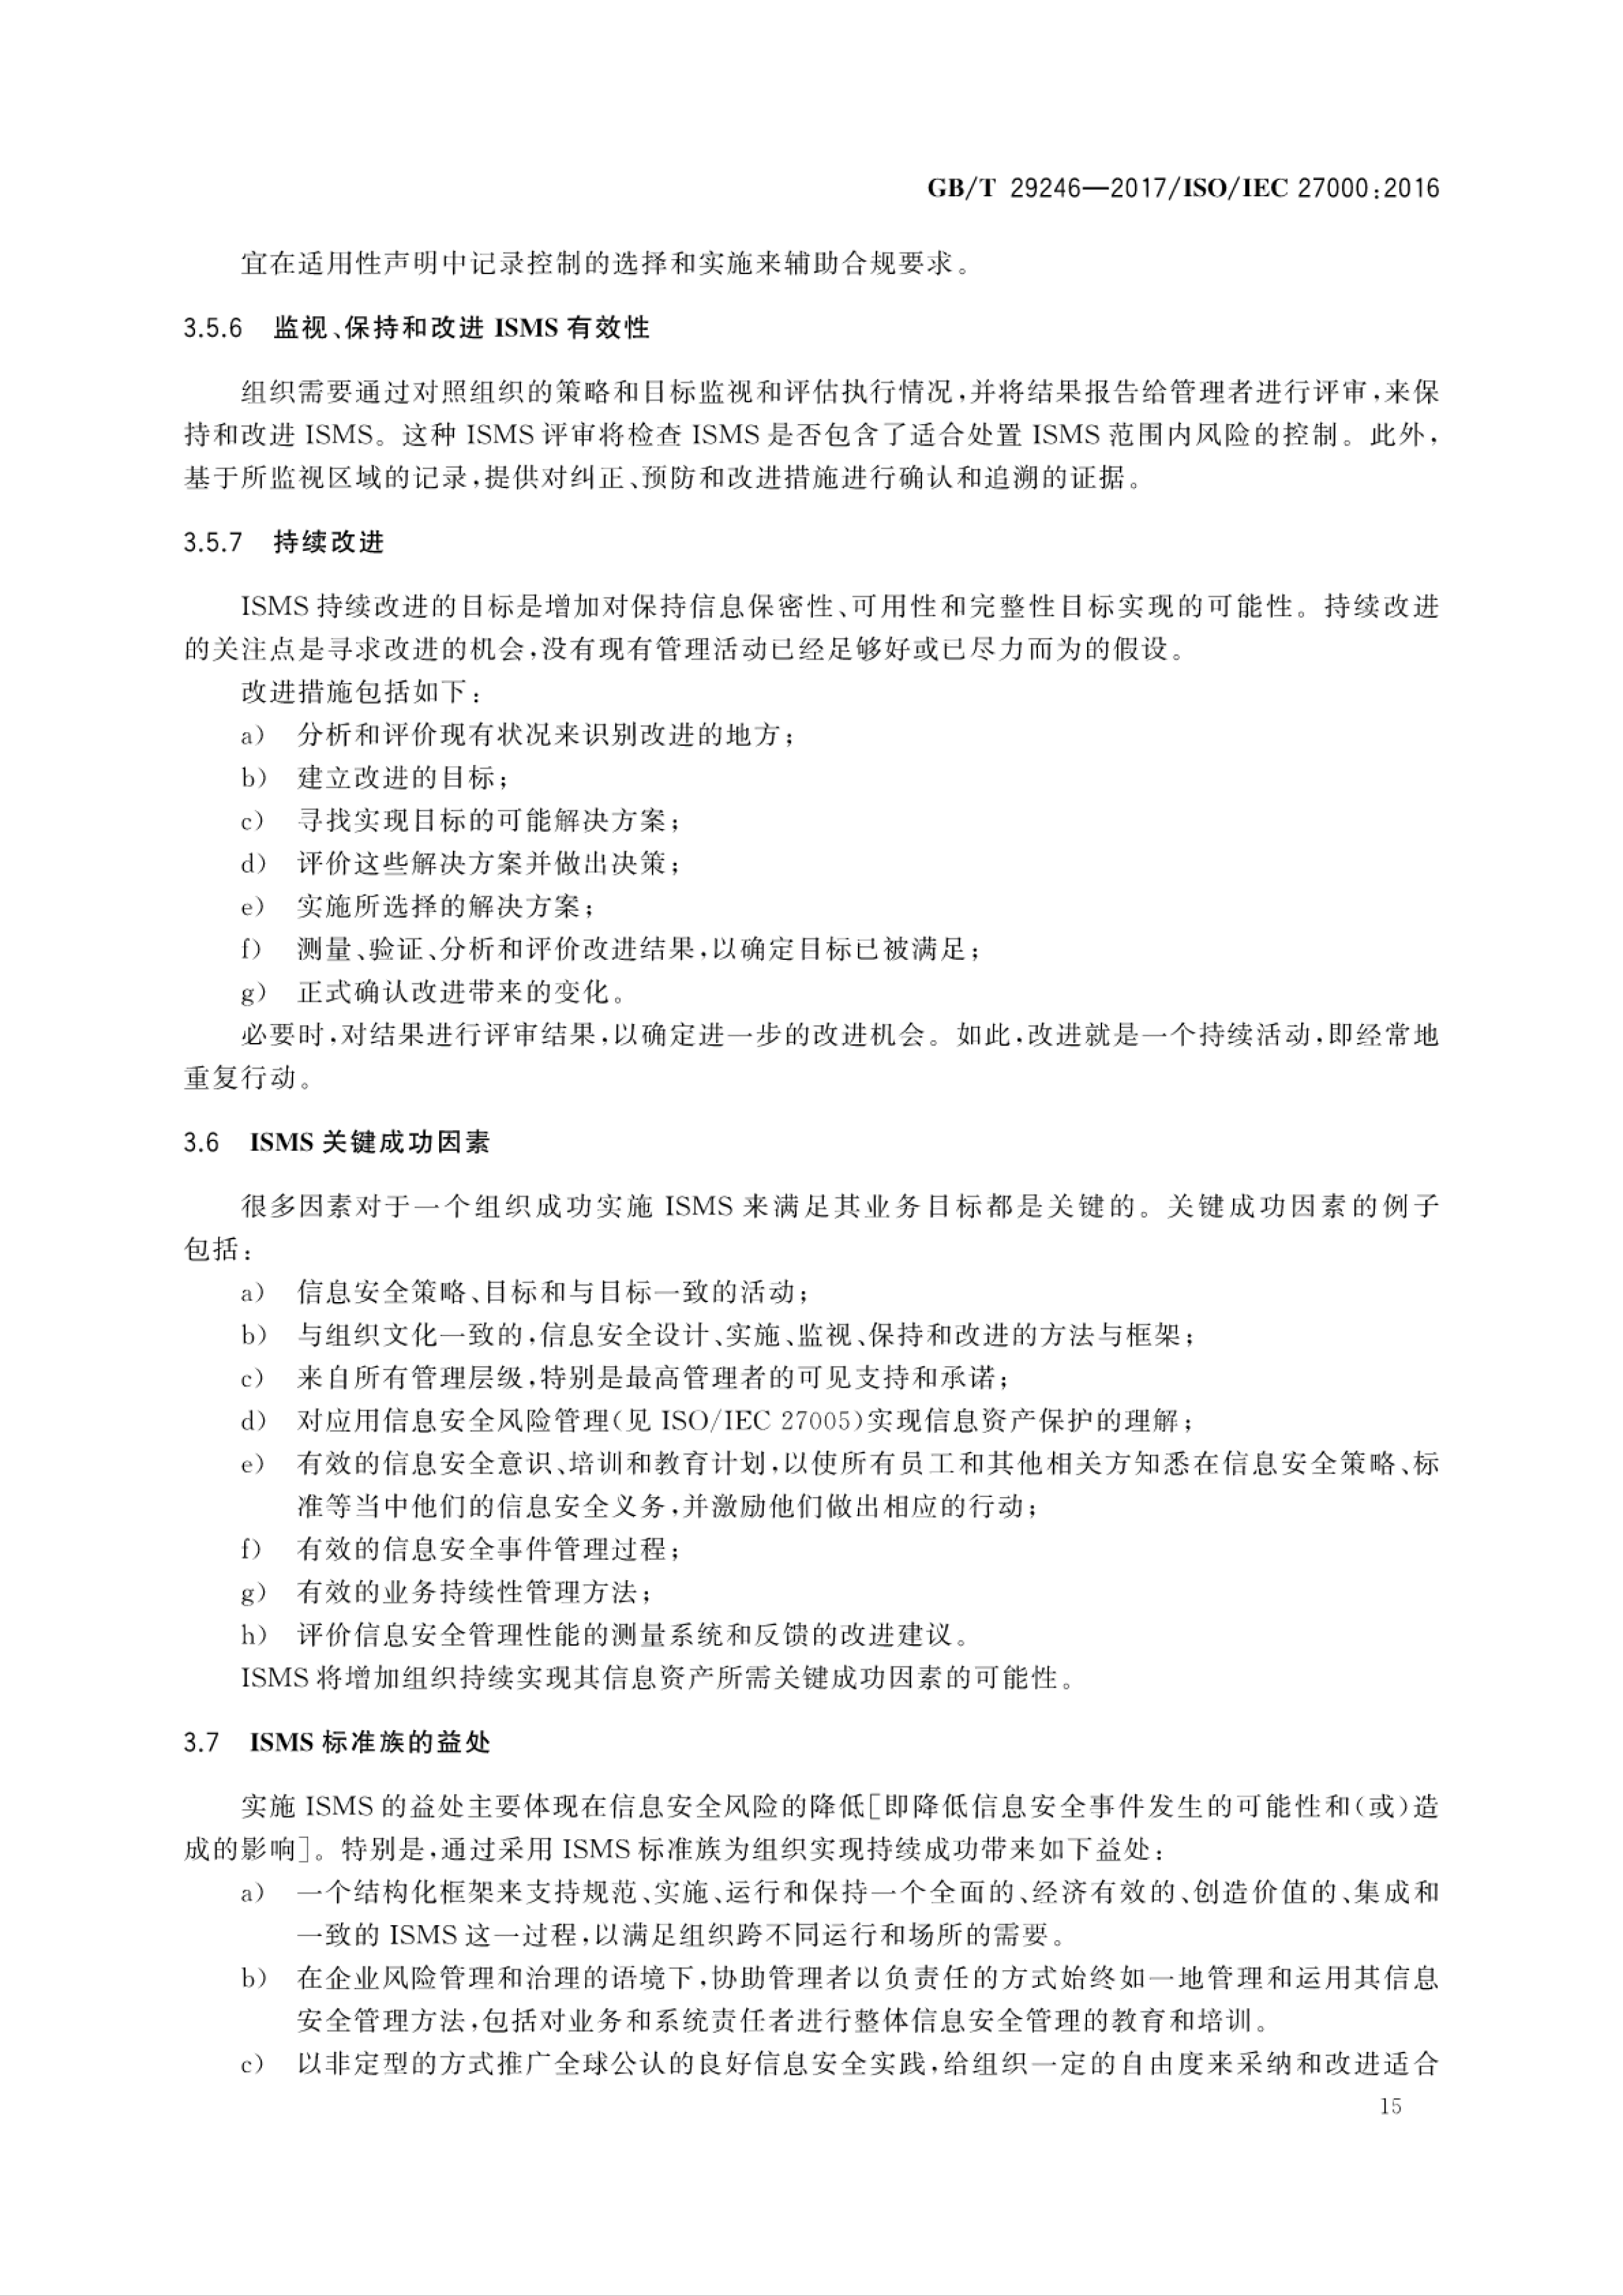 GB/T 29246—2017/ISO/IEC 27000:2016
宜在适用性声明中记录控制的选择和实施来辅助合规要求。
3.5.6 监视、保持和改进 ISMS 有效性
组织需要通过对照组织的策略和目标监视和评估执行情况,并将结果报告给管理者进行评审,来保
持和改进 ISMS。这种 ISMS 评审将检查 ISMS 是否包含了适合处置 ISMS 范围内风险的控制。此外,
基于所监视区域的记录,提供对纠正、预防和改进措施进行确认和追溯的证据。
3.5.7 持续改进
ISMS 持续改进的目标是增加对保持信息保密性、可用性和完整性目标实现的可能性。持续改进
的关注点是寻求改进的机会,没有现有管理活动已经足够好或已尽力而为的假设。
改进措施包括如下:
a) 分析和评价现有状况来识别改进的地方;
b) 建立改进的目标;
c) 寻找实现目标的可能解决方案;
d) 评价这些解决方案并做出决策;
e) 实施所选择的解决方案;
f) 测量、验证、分析和评价改进结果,以确定目标已被满足;
g) 正式确认改进带来的变化。
必要时,对结果进行评审结果,以确定进一步的改进机会。如此,改进就是一个持续活动,即经常地
重复行动。
3.6 ISMS 关键成功因素
很多因素对于一个组织成功实施 ISMS 来满足其业务目标都是关键的。关键成功因素的例子
包括:
a) 信息安全策略、目标和与目标一致的活动;
b) 与组织文化一致的,信息安全设计、实施、监视、保持和改进的方法与框架;
c) 来自所有管理层级,特别是最高管理者的可见支持和承诺;
d) 对应用信息安全风险管理(见 ISO/IEC 27005)实现信息资产保护的理解;
e) 有效的信息安全意识、培训和教育计划,以使所有员工和其他相关方知悉在信息安全策略、标
准等当中他们的信息安全义务,并激励他们做出相应的行动;
f) 有效的信息安全事件管理过程;
g) 有效的业务持续性管理方法;
h) 评价信息安全管理性能的测量系统和反馈的改进建议。
ISMS 将增加组织持续实现其信息资产所需关键成功因素的可能性。
3.7 ISMS 标准族的益处
实施 ISMS 的益处主要体现在信息安全风险的降低[即降低信息安全事件发生的可能性和(或)造
成的影响]。特别是,通过采用 ISMS 标准族为组织实现持续成功带来如下益处:
a) 一个结构化框架来支持规范、实施、运行和保持一个全面的、经济有效的、创造价值的、集成和
一致的 ISMS 这一过程,以满足组织跨不同运行和场所的需要。
b) 在企业风险管理和治理的语境下,协助管理者以负责任的方式始终如一地管理和运用其信息
安全管理方法,包括对业务和系统责任者进行整体信息安全管理的教育和培训。
c) 以非定型的方式推广全球公认的良好信息安全实践,给组织一定的自由度来采纳和改进适合
15